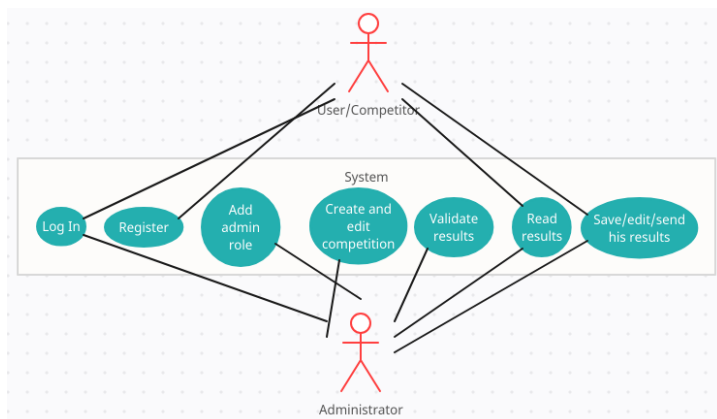 User/Competitor
System
Log In
Register
Add
admin
role
Create and
edit
competition
Validate
results
Read
results
Save/edit/send
his results
Administrator